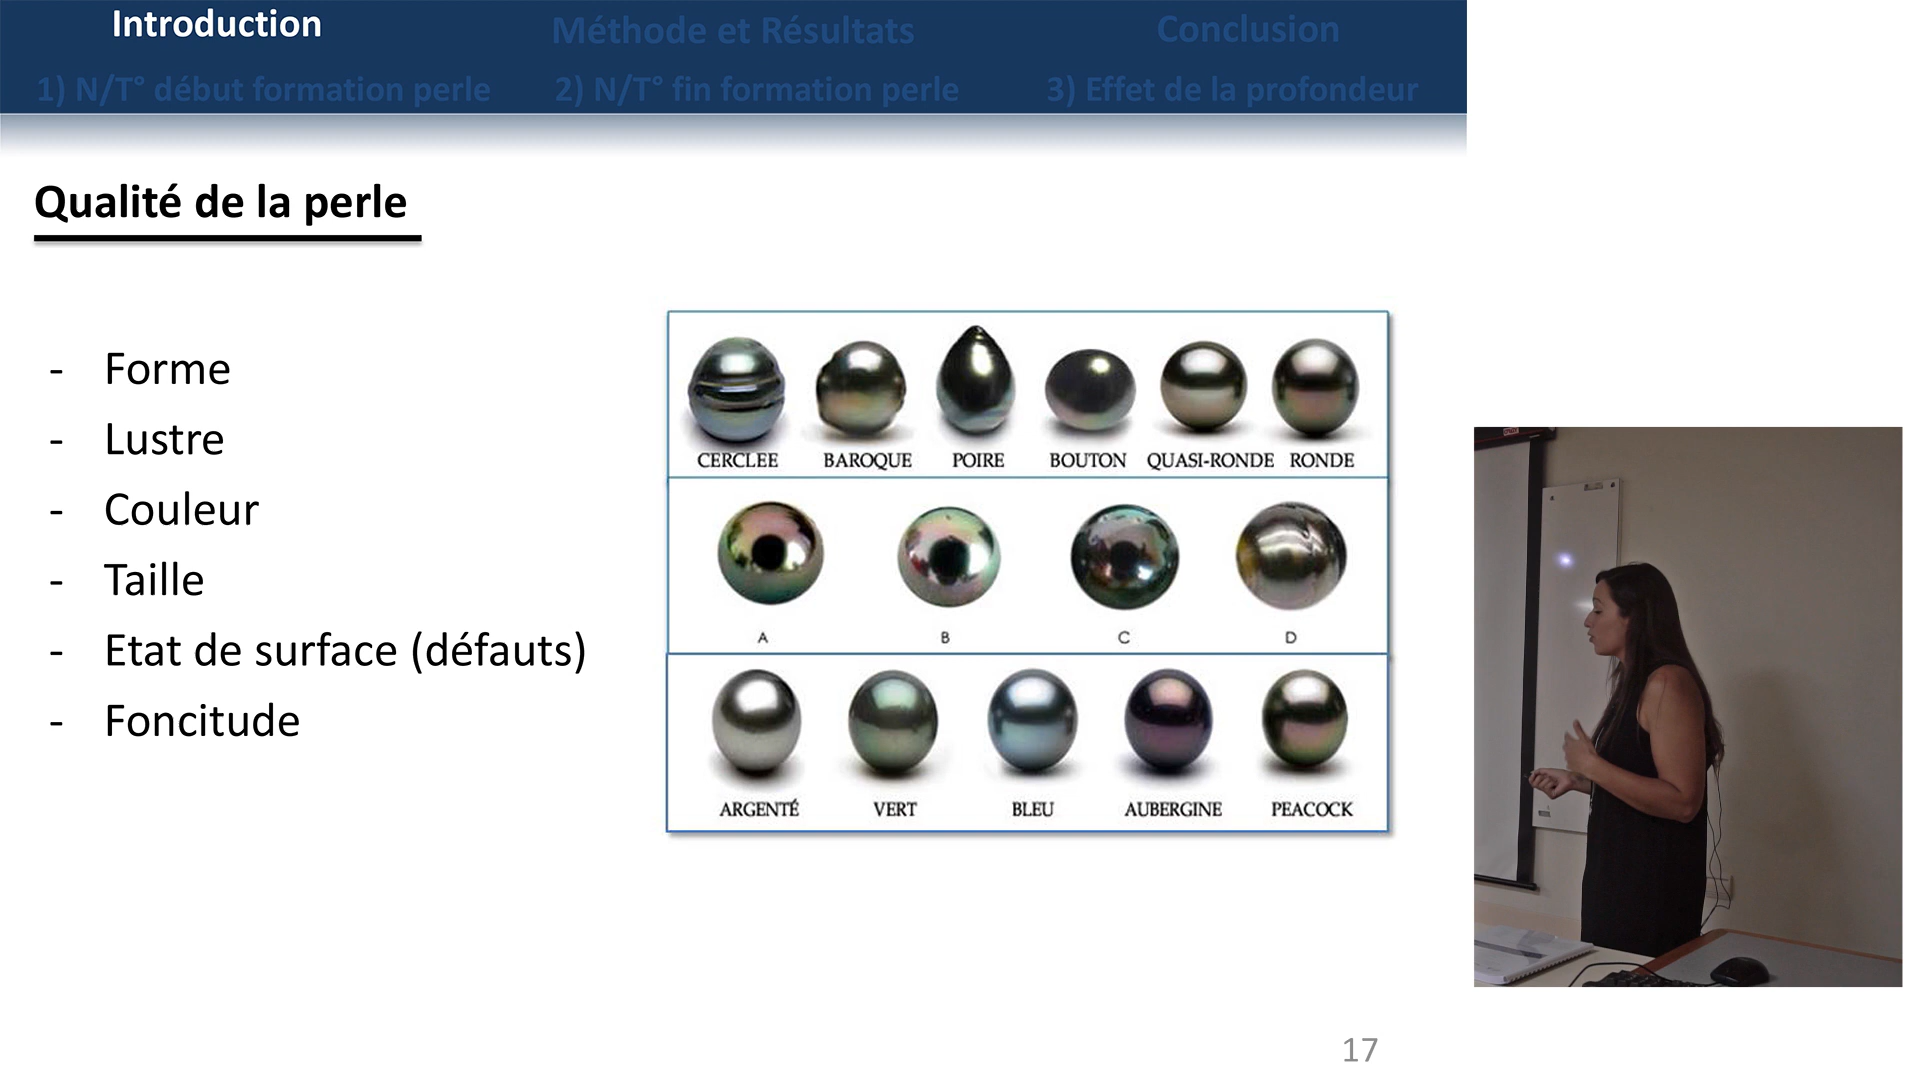 Introduction
Méthode et Résultats
Conclusion
1) N/T° début formation perle
2) N/T° fin formation perle
3) Effet de la profondeur
Qualité de la perle
- Forme
- Lustre
- Couleur
- Taille
- Etat de surface (défauts)
- Foncitude
CERCLEE BAROQUE POIRE BOUTON QUASI-RONDE RONDE
A B C D
ARGENTÉ VERT BLEU AUBERGINE PEACOCK
17